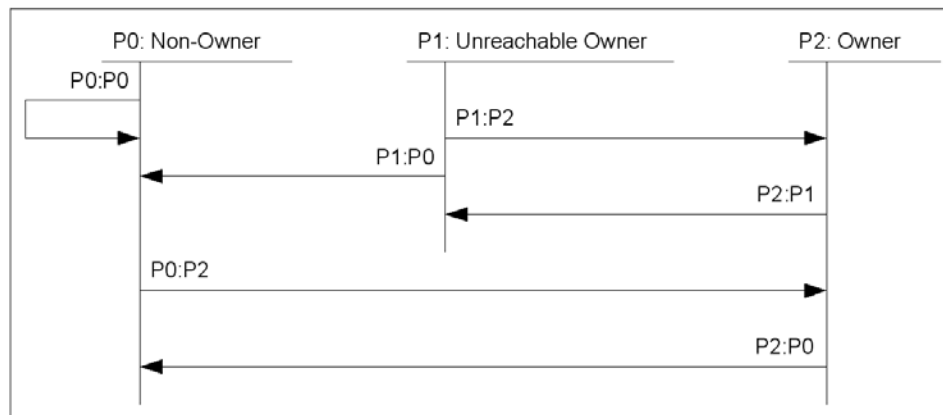 P0: Non-Owner
P1: Unreachable Owner
P2: Owner
P0:P0
P1:P2
P1:P0
P2:P1
P0:P2
P2:P0